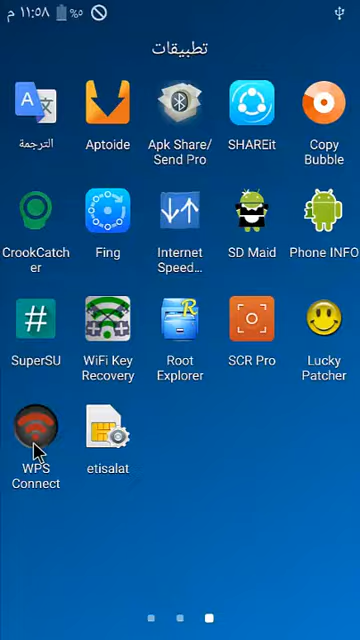 م ١١:٥٨ %٥
تطبيقات
الترجمة
Aptoide
Apk Share/
Send Pro
SHAREit
Copy
Bubble
CrookCatch
er
Fing
Internet
Speed...
SD Maid
Phone INFO
SuperSU
WiFi Key
Recovery
Root
Explorer
SCR Pro
Lucky
Patcher
WPS
Connect
etisalat